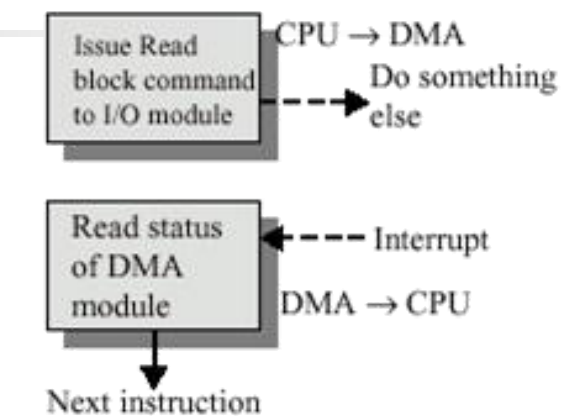 Issue Read
block command
to I/O module
CPU → DMA
Do something
else
Read status
of DMA
module
Interrupt
DMA → CPU
Next instruction